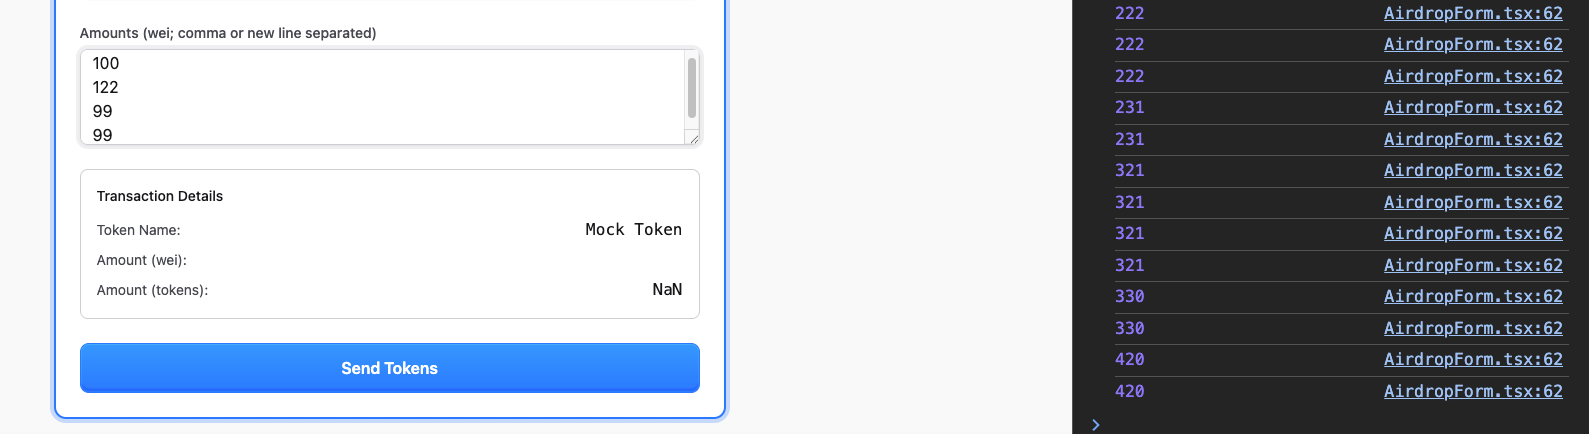 Amounts (wei; comma or new line separated)
100
122
99
99
Transaction Details
Token Name: Mock Token
Amount (wei):
Amount (tokens): NaN
Send Tokens
222 AirdropForm.tsx:62
222 AirdropForm.tsx:62
222 AirdropForm.tsx:62
231 AirdropForm.tsx:62
231 AirdropForm.tsx:62
321 AirdropForm.tsx:62
321 AirdropForm.tsx:62
321 AirdropForm.tsx:62
321 AirdropForm.tsx:62
330 AirdropForm.tsx:62
330 AirdropForm.tsx:62
420 AirdropForm.tsx:62
420 AirdropForm.tsx:62